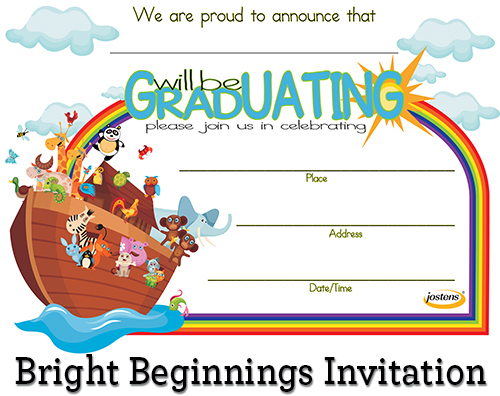 We are proud to announce that
will be
GRADUATING
please join us in celebrating
Place
Address
Date/Time
jostens
Bright Beginnings Invitation